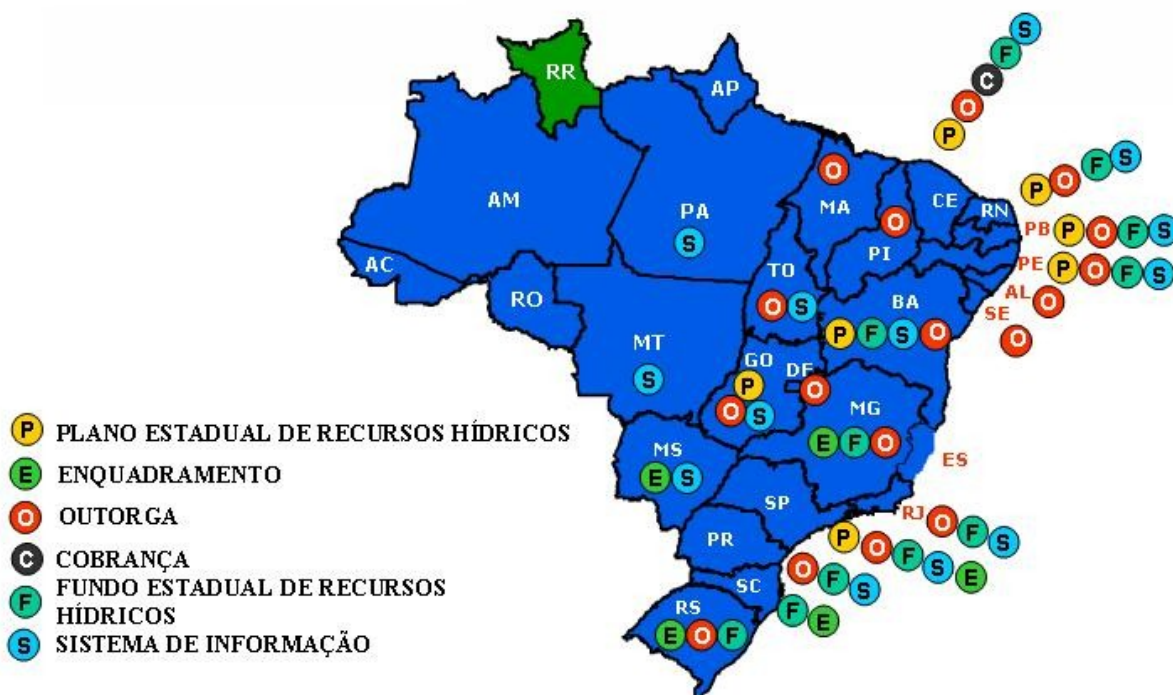 S
F
C
O
P
RR
AP
O
P O F S
AM
PA
MA
CE
RN
S
O
PB P O F S
PI
AC
TO
PE P O F S
RO
O S
BA
AL O
SE
O
P F S O
MT
GO
DF
S
P
O
O S
MG
P PLANO ESTADUAL DE RECURSOS HÍDRICOS
E F O
MS
ES
E ENQUADRAMENTO
E S
SP
O OUTORGA
RJ O F S
PR
P O F S E
C COBRANÇA
SC
O F S
F FUNDO ESTADUAL DE RECURSOS
HÍDRICOS
RS
F E
E O F
S SISTEMA DE INFORMAÇÃO